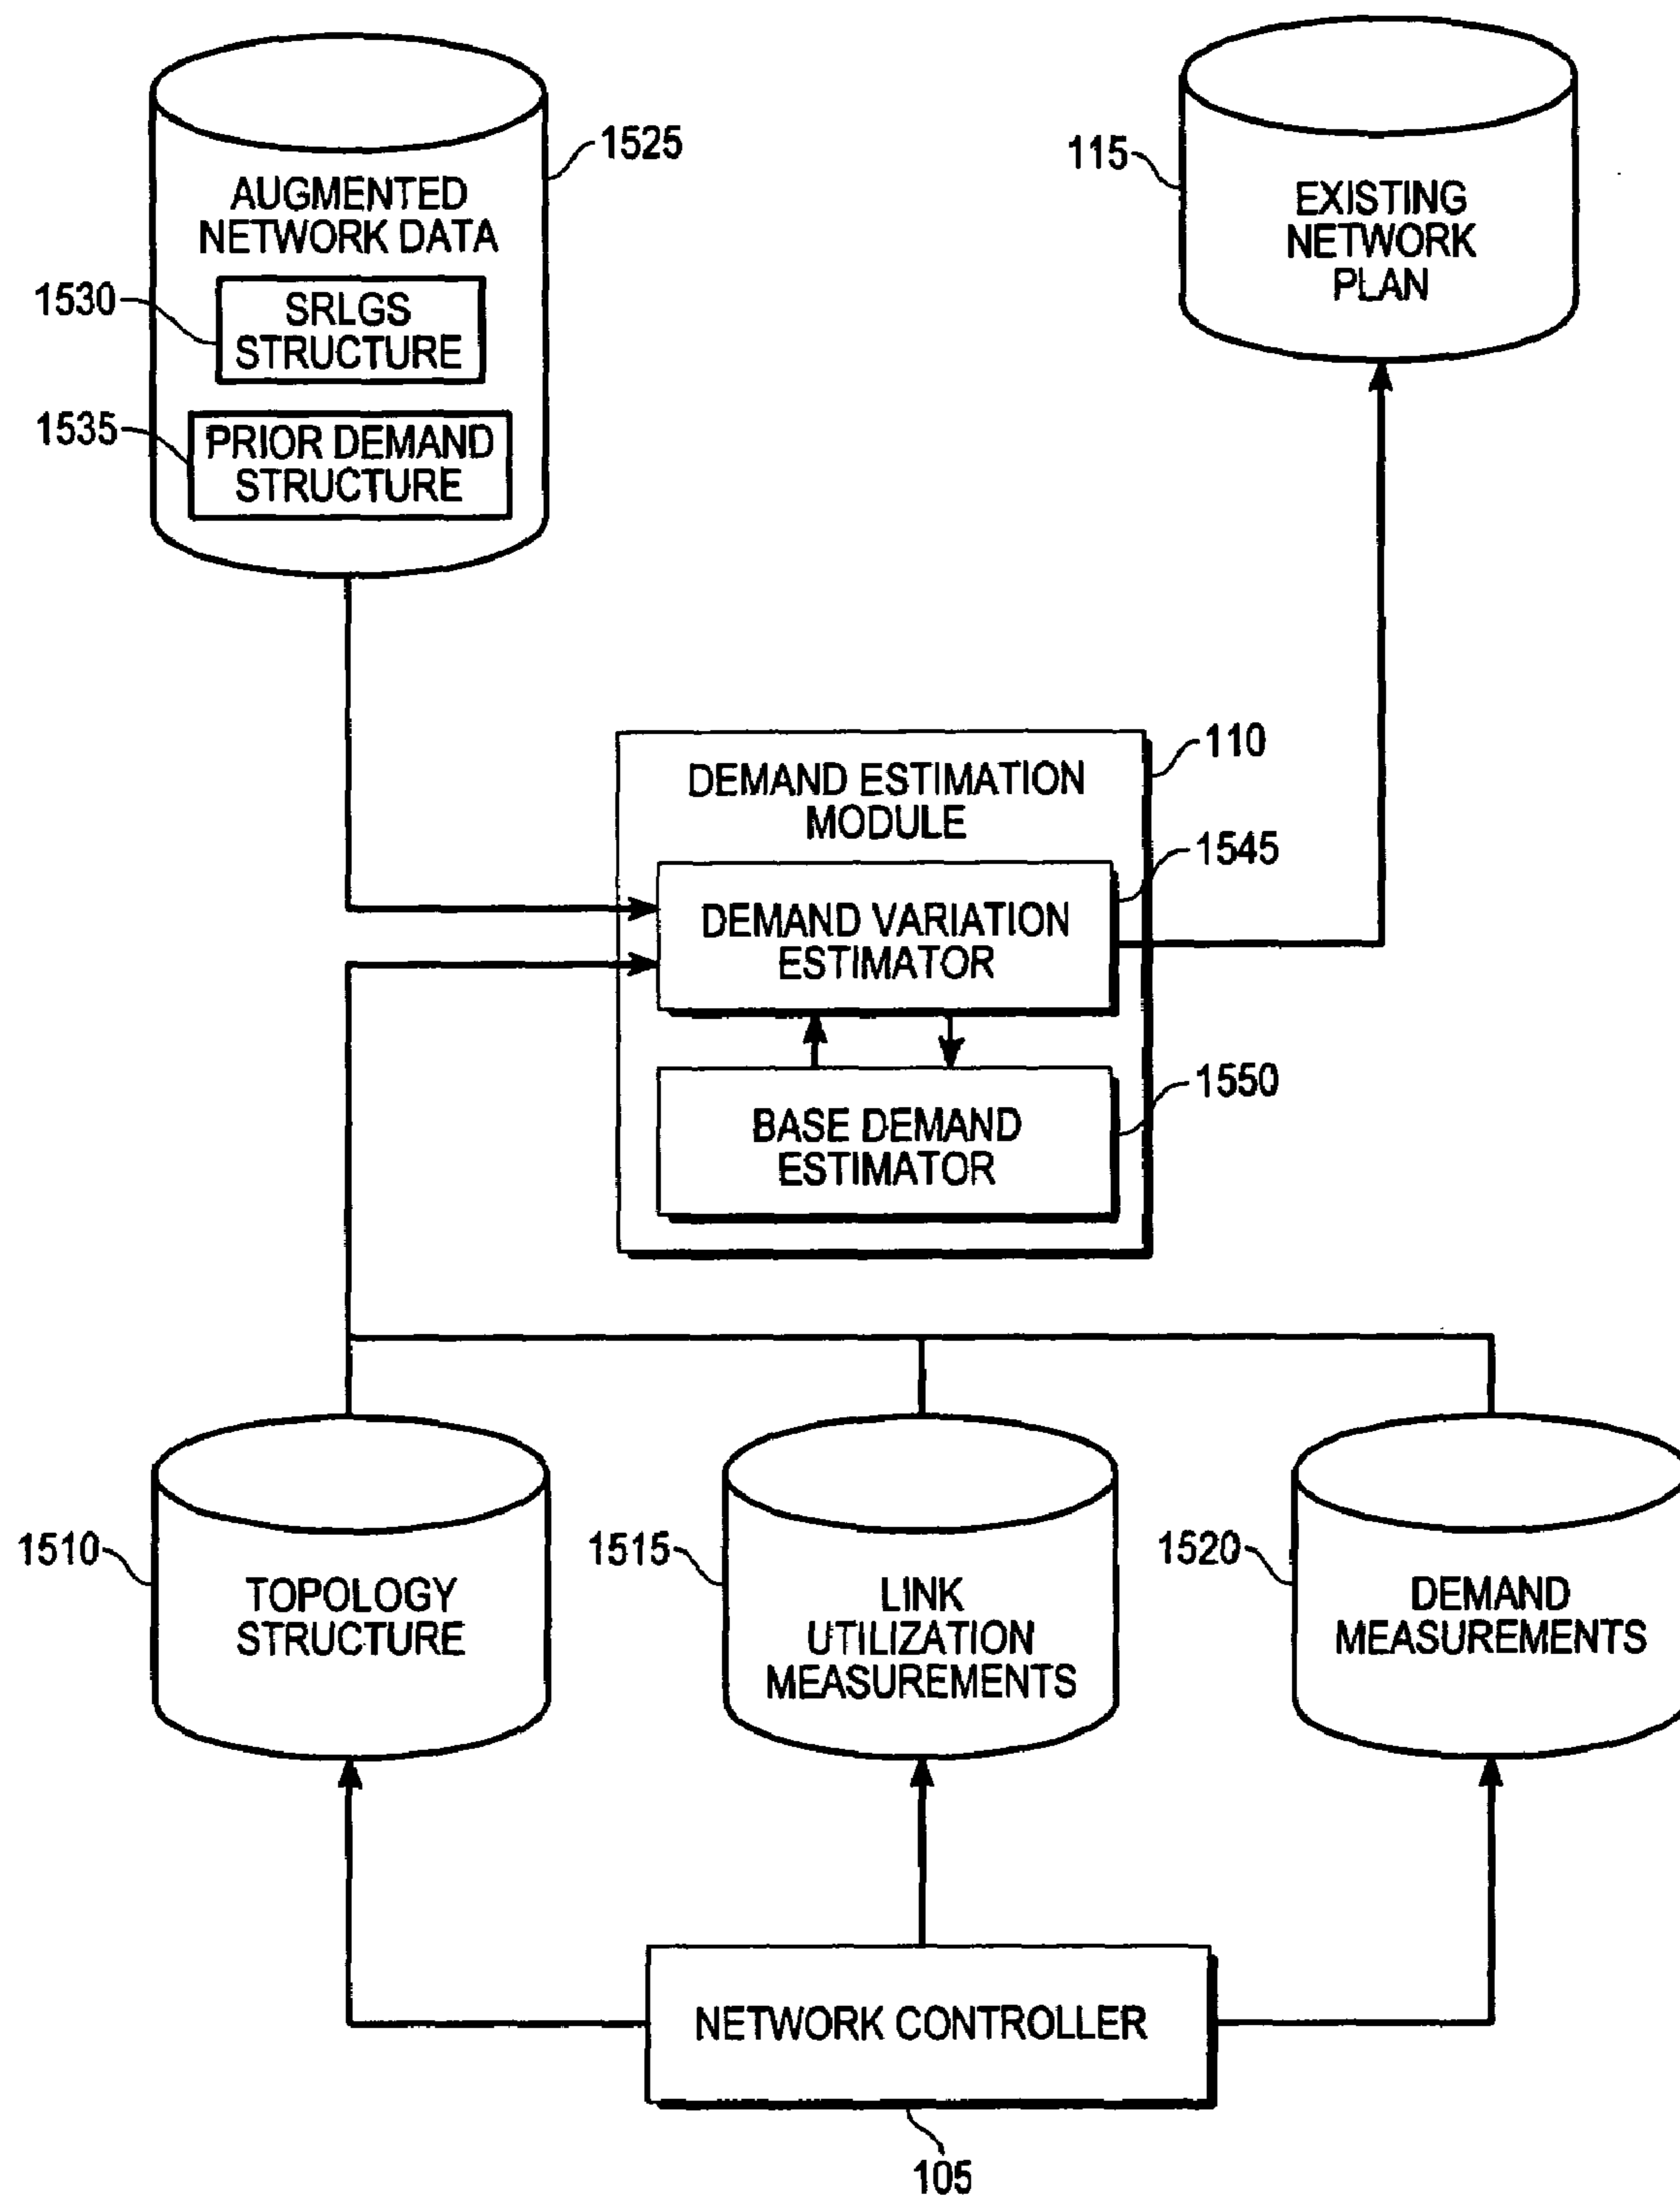 1525
AUGMENTED
NETWORK DATA
1530
SRLGS
STRUCTURE
1535
PRIOR DEMAND
STRUCTURE
115
EXISTING
NETWORK
PLAN
110
DEMAND ESTIMATION
MODULE
1545
DEMAND VARIATION
ESTIMATOR
1550
BASE DEMAND
ESTIMATOR
1510
TOPOLOGY
STRUCTURE
1515
LINK
UTILIZATION
MEASUREMENTS
1520
DEMAND
MEASUREMENTS
NETWORK CONTROLLER
105